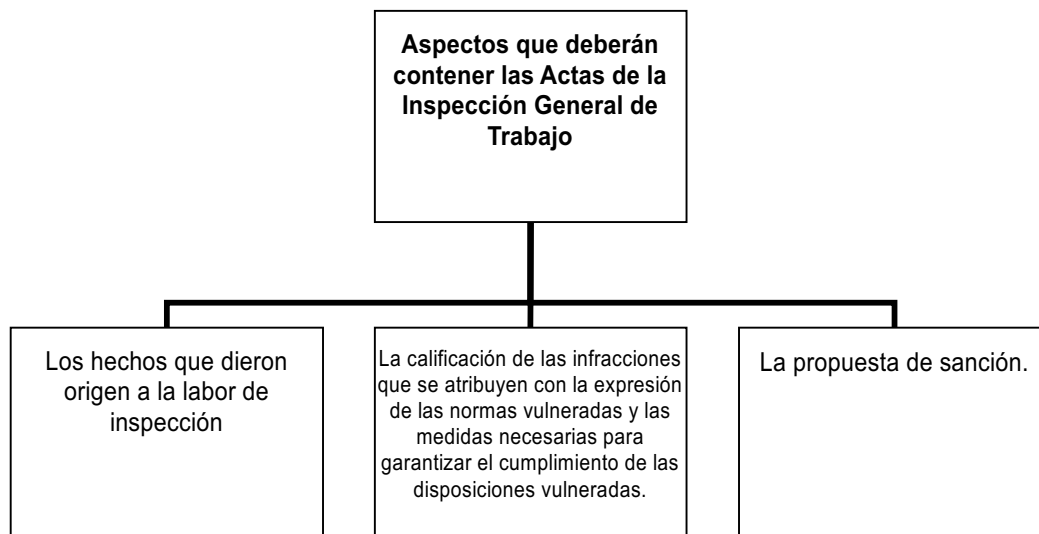 Aspectos que deberán
contener las Actas de la
Inspección General de
Trabajo
Los hechos que dieron
origen a la labor de
inspección
La calificación de las infracciones
que se atribuyen con la expresión
de las normas vulneradas y las
medidas necesarias para
garantizar el cumplimiento de las
disposiciones vulneradas.
La propuesta de sanción.